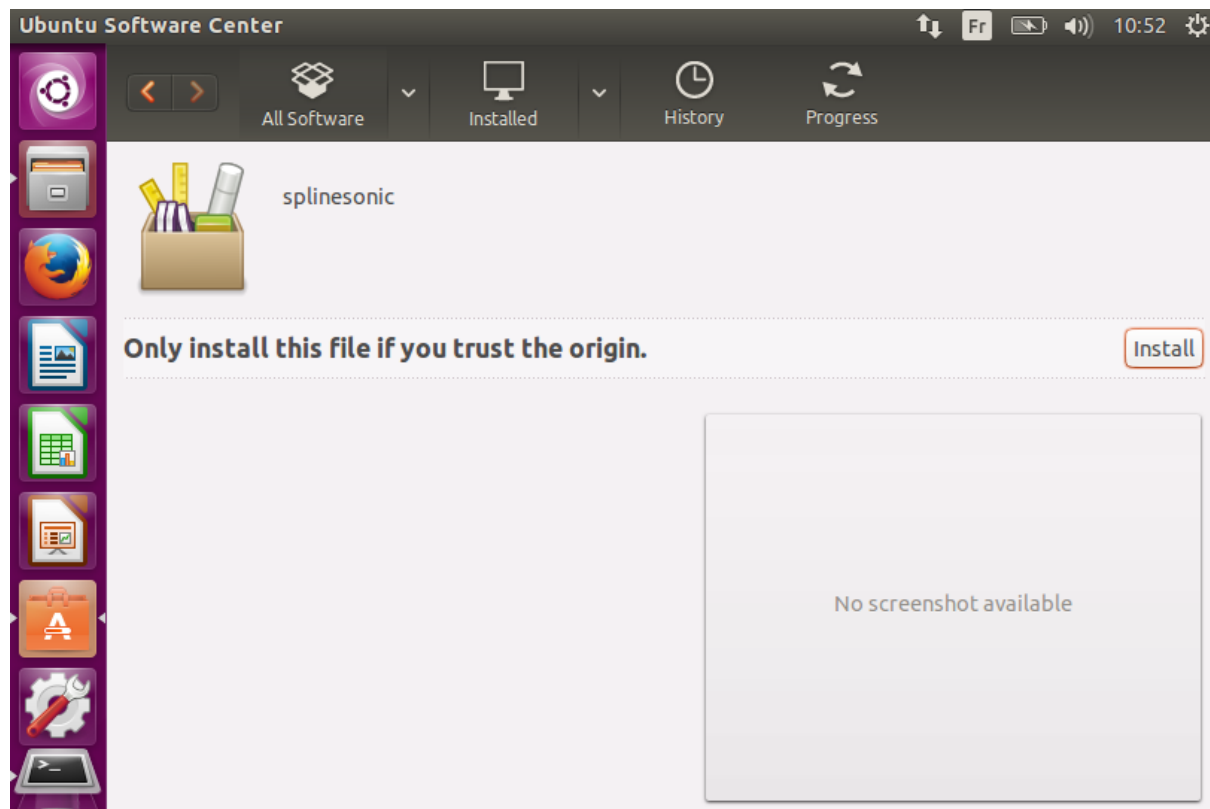 Ubuntu Software Center
Fr
10:52
All Software
Installed
History
Progress
splinesonic
Only install this file if you trust the origin.
Install
No screenshot available